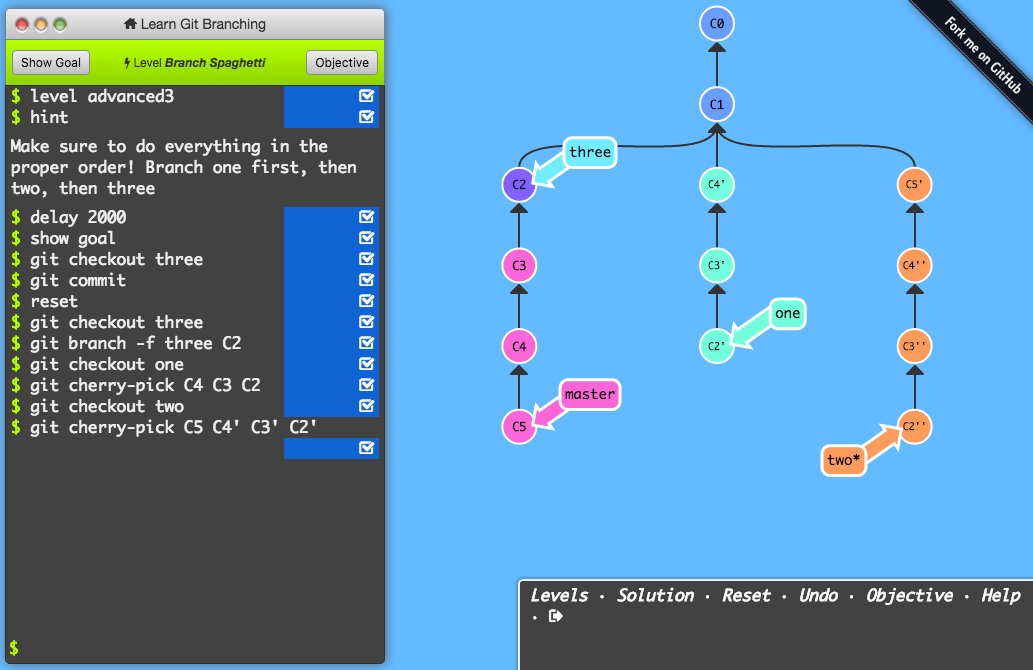 Learn Git Branching
Show Goal
Level Branch Spaghetti
Objective
$ level advanced3
$ hint
Make sure to do everything in the
proper order! Branch one first, then
two, then three
$ delay 2000
$ show goal
$ git checkout three
$ git commit
$ reset
$ git checkout three
$ git branch -f three C2
$ git checkout one
$ git cherry-pick C4 C3 C2
$ git checkout two
$ git cherry-pick C5 C4' C3' C2'
$
C0
C1
three
C2
C4'
C5'
C3
C3'
C4''
one
C4
C2'
C3''
master
C5
C2''
two*
Fork me on GitHub
Levels · Solution · Reset · Undo · Objective · Help
·